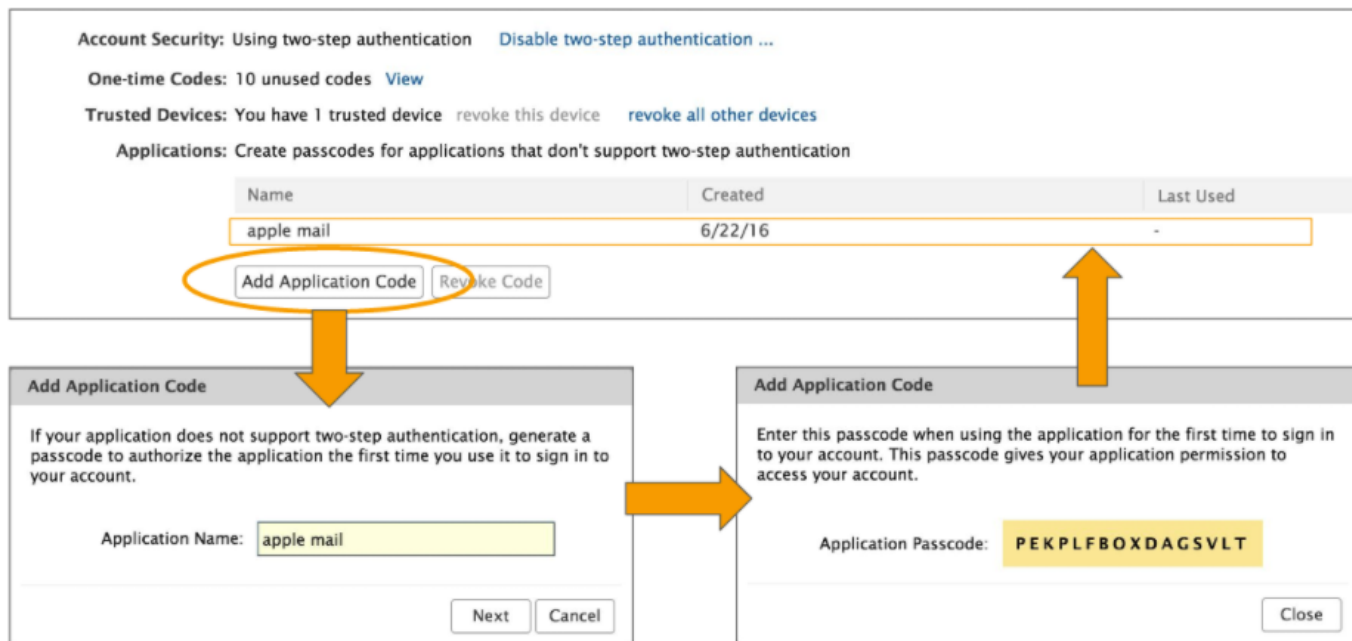 Account Security: Using two-step authentication Disable two-step authentication ...
One-time Codes: 10 unused codes View
Trusted Devices: You have 1 trusted device revoke this device revoke all other devices
Applications: Create passcodes for applications that don't support two-step authentication
Name Created Last Used
apple mail 6/22/16 -
Add Application Code Revoke Code
Add Application Code
If your application does not support two-step authentication, generate a
passcode to authorize the application the first time you use it to sign in to
your account.
Application Name: apple mail
Next Cancel
Add Application Code
Enter this passcode when using the application for the first time to sign in
to your account. This passcode gives your application permission to
access your account.
Application Passcode: PEKPLFBOXDAGSVLT
Close